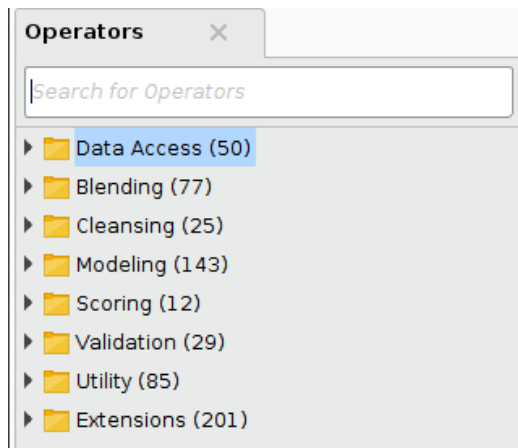 Operators
Search for Operators
Data Access (50)
Blending (77)
Cleansing (25)
Modeling (143)
Scoring (12)
Validation (29)
Utility (85)
Extensions (201)